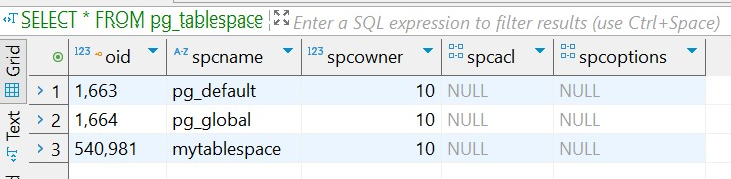 SELECT * FROM pg_tablespace Enter a SQL expression to filter results (use Ctrl+Space)
Grid
Text
123 oid A-Z spcname 123 spcowner spcacl spcoptions
1 1,663 pg_default 10 NULL NULL
2 1,664 pg_global 10 NULL NULL
3 540,981 mytablespace 10 NULL NULL